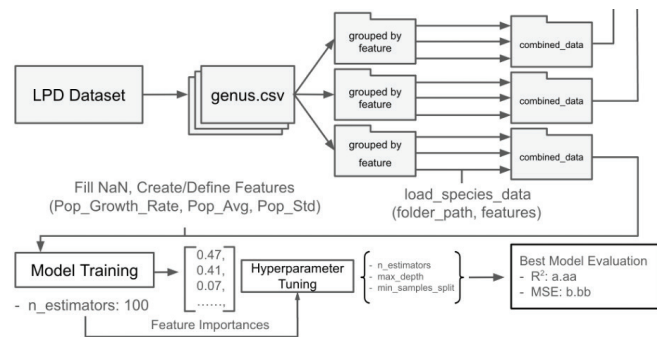 grouped by
feature
combined_data
LPD Dataset
genus.csv
grouped by
feature
combined_data
grouped by
feature
combined_data
Fill NaN, Create/Define Features
(Pop_Growth_Rate, Pop_Avg, Pop_Std)
load_species_data
(folder_path, features)
Model Training
- n_estimators: 100
0.47,
0.41,
0.07,
......,
Feature Importances
Hyperparameter
Tuning
- n_estimators
- max_depth
- min_samples_split
Best Model Evaluation
- R²: a.aa
- MSE: b.bb